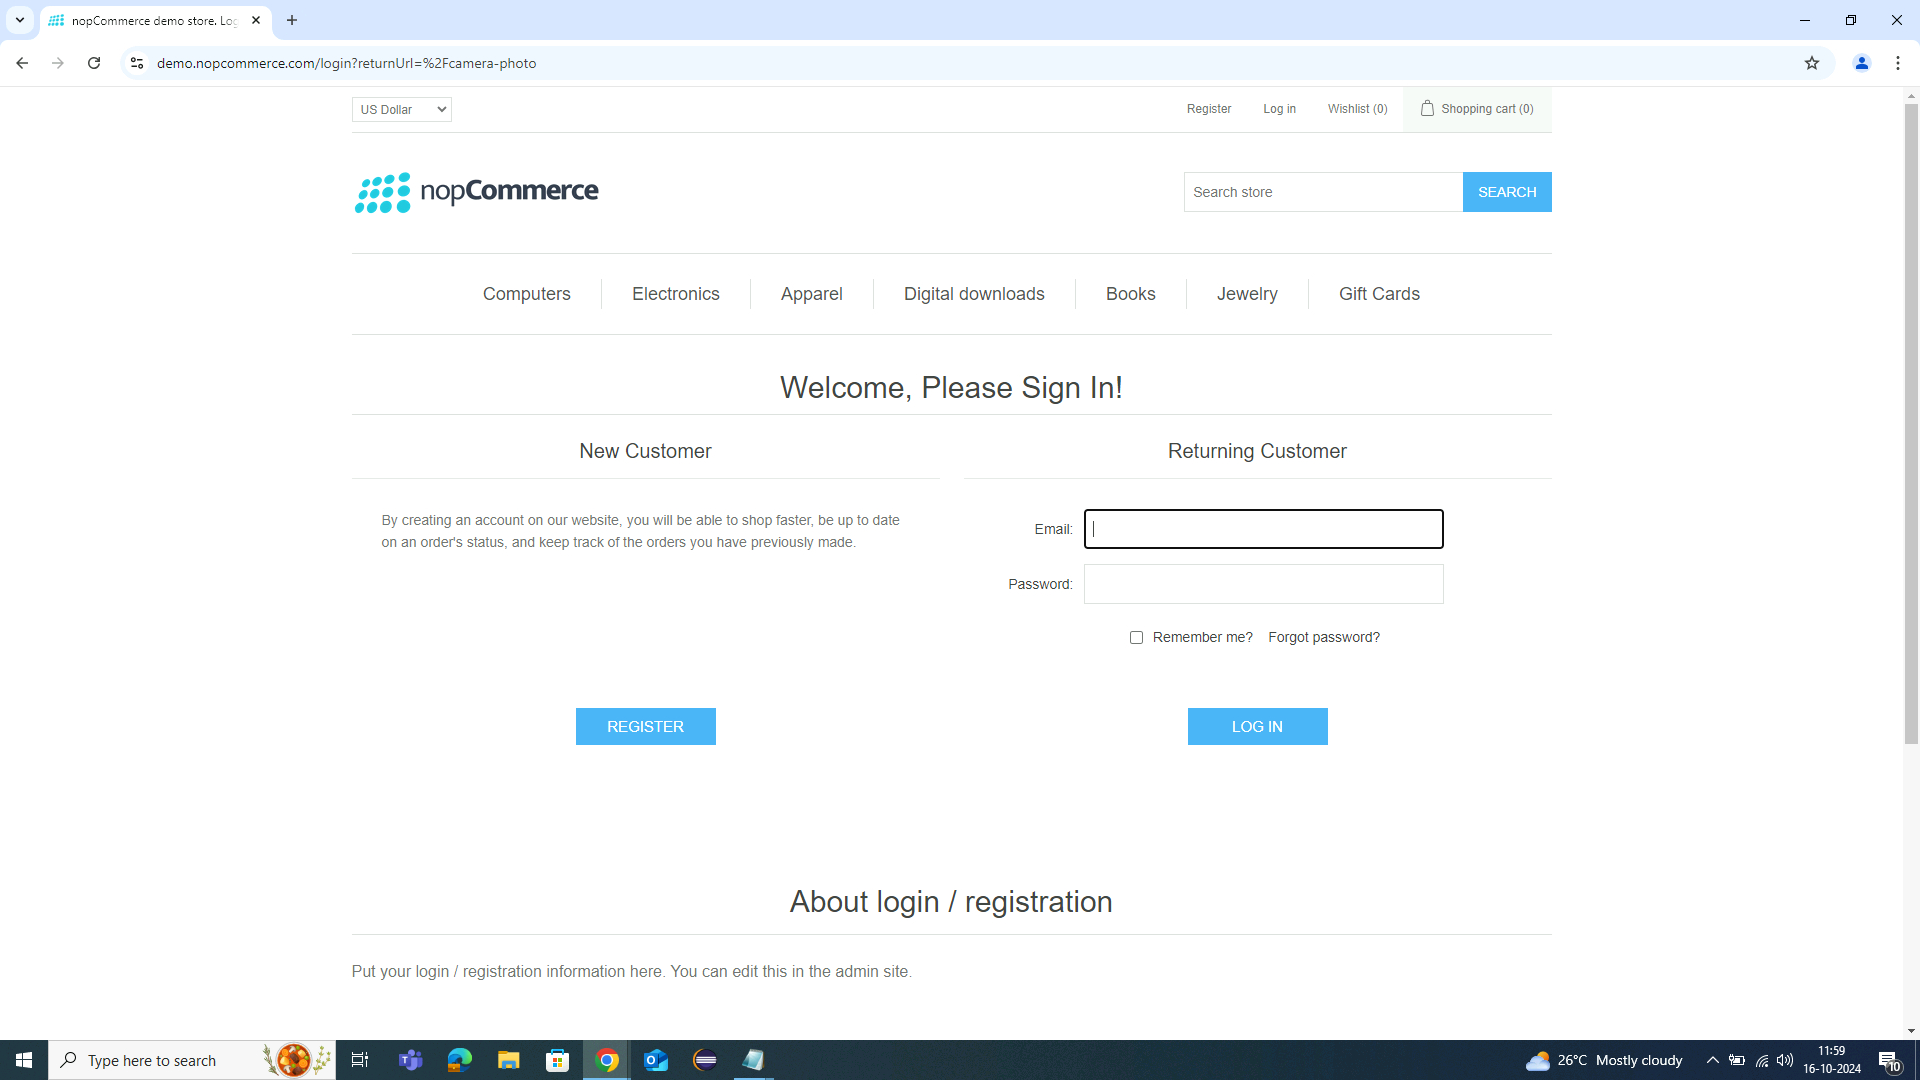 nopCommerce demo store. Log
demo.nopcommerce.com/login?returnUrl=%2Fcamera-photo
US Dollar
Register
Log in
Wishlist (0)
Shopping cart (0)
nopCommerce
Search store
SEARCH
Computers
Electronics
Apparel
Digital downloads
Books
Jewelry
Gift Cards
Welcome, Please Sign In!
New Customer
By creating an account on our website, you will be able to shop faster, be up to date
on an order's status, and keep track of the orders you have previously made.
REGISTER
Returning Customer
Email:
Password:
Remember me?
Forgot password?
LOG IN
About login / registration
Put your login / registration information here. You can edit this in the admin site.
Type here to search
26°C Mostly cloudy
11:59
16-10-2024
10